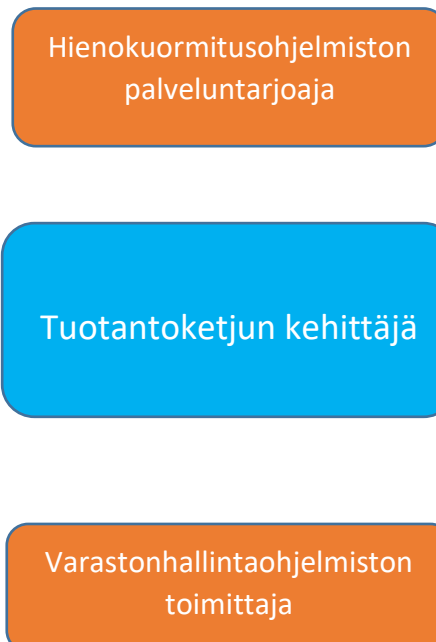 Hienokuormitusohjelmiston
palveluntarjoaja
Tuotantoketjun kehittäjä
Varastonhallintaohjelmiston
toimittaja